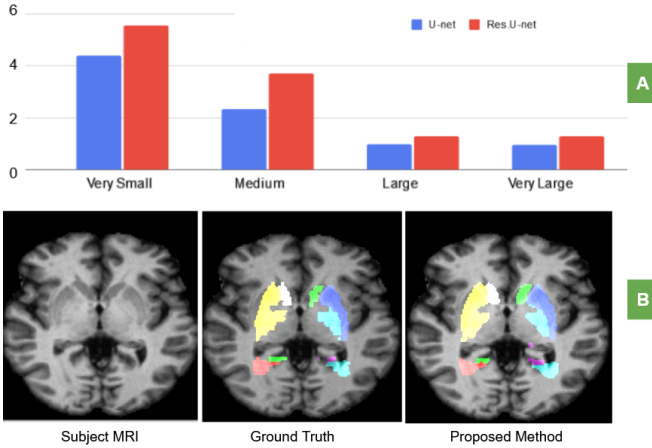 6
4
2
0
U-net
Res.U-net
A
Very Small
Medium
Large
Very Large
B
Subject MRI
Ground Truth
Proposed Method